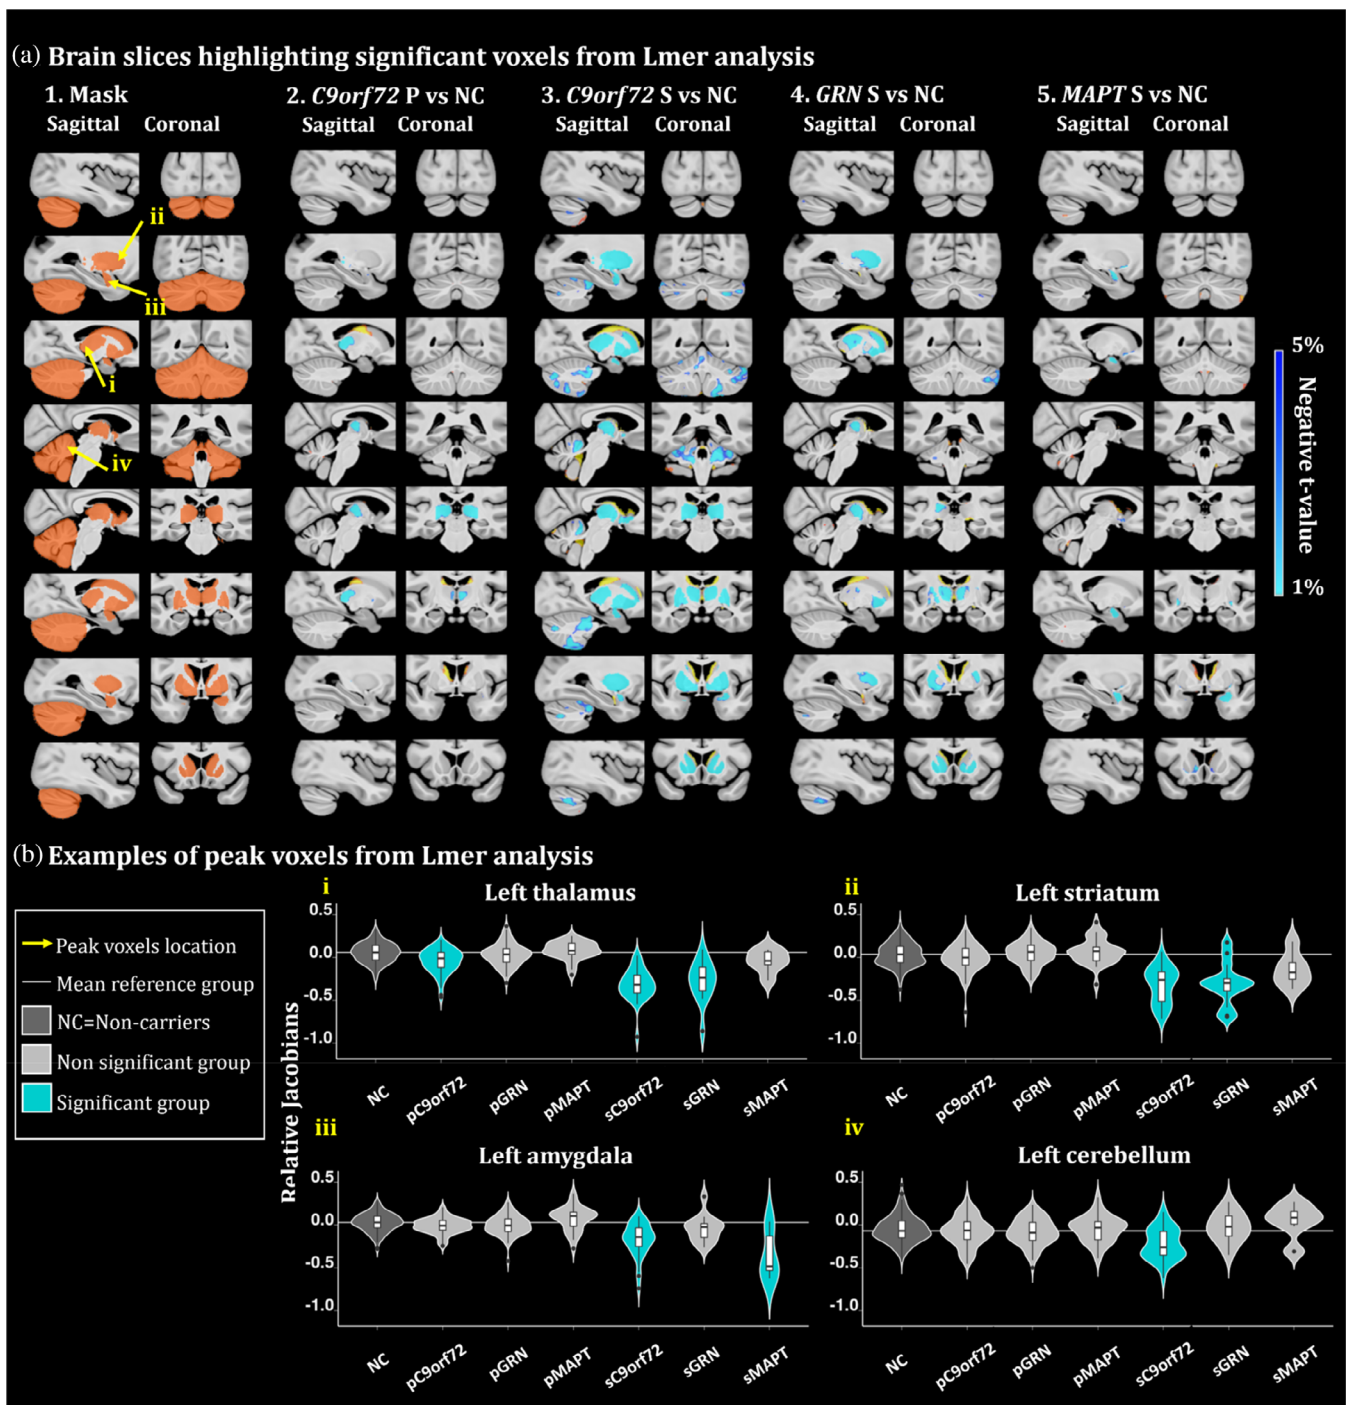 (a) Brain slices highlighting significant voxels from Lmer analysis
1. Mask
Sagittal Coronal
2. C9orf72 P vs NC
Sagittal Coronal
3. C9orf72 S vs NC
Sagittal Coronal
4. GRN S vs NC
Sagittal Coronal
5. MAPT S vs NC
Sagittal Coronal
ii
iii
i
iv
5%
Negative t-value
1%
(b) Examples of peak voxels from Lmer analysis
Peak voxels location
Mean reference group
NC=Non-carriers
Non significant group
Significant group
Relative Jacobians
i
Left thalamus
0.5
0.0
-0.5
-1.0
NC pC9orf72 pGRN pMAPT sC9orf72 sGRN sMAPT
ii
Left striatum
0.5
0.0
-0.5
-1.0
NC pC9orf72 pGRN pMAPT sC9orf72 sGRN sMAPT
iii
Left amygdala
0.5
0.0
-0.5
-1.0
NC pC9orf72 pGRN pMAPT sC9orf72 sGRN sMAPT
iv
Left cerebellum
0.5
0.0
-0.5
-1.0
NC pC9orf72 pGRN pMAPT sC9orf72 sGRN sMAPT